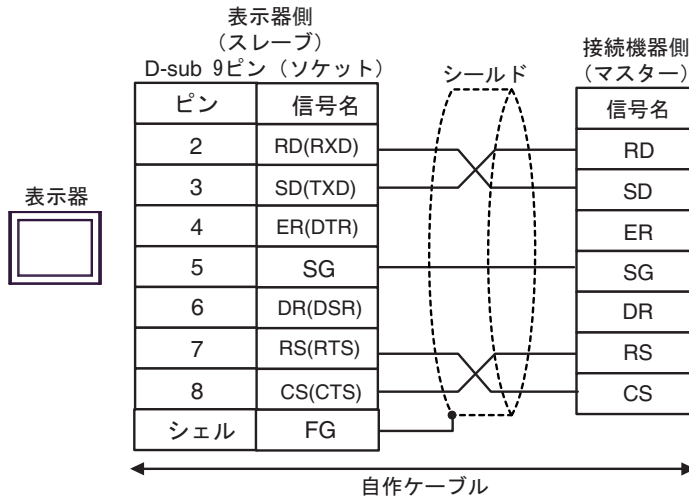 表示器側
（スレーブ）
D-sub 9ピン（ソケット）
シールド
接続機器側
（マスター）
ピン 信号名 信号名
2 RD(RXD) RD
3 SD(TXD) SD
表示器
4 ER(DTR) ER
5 SG SG
6 DR(DSR) DR
7 RS(RTS) RS
8 CS(CTS) CS
シェル FG
自作ケーブル